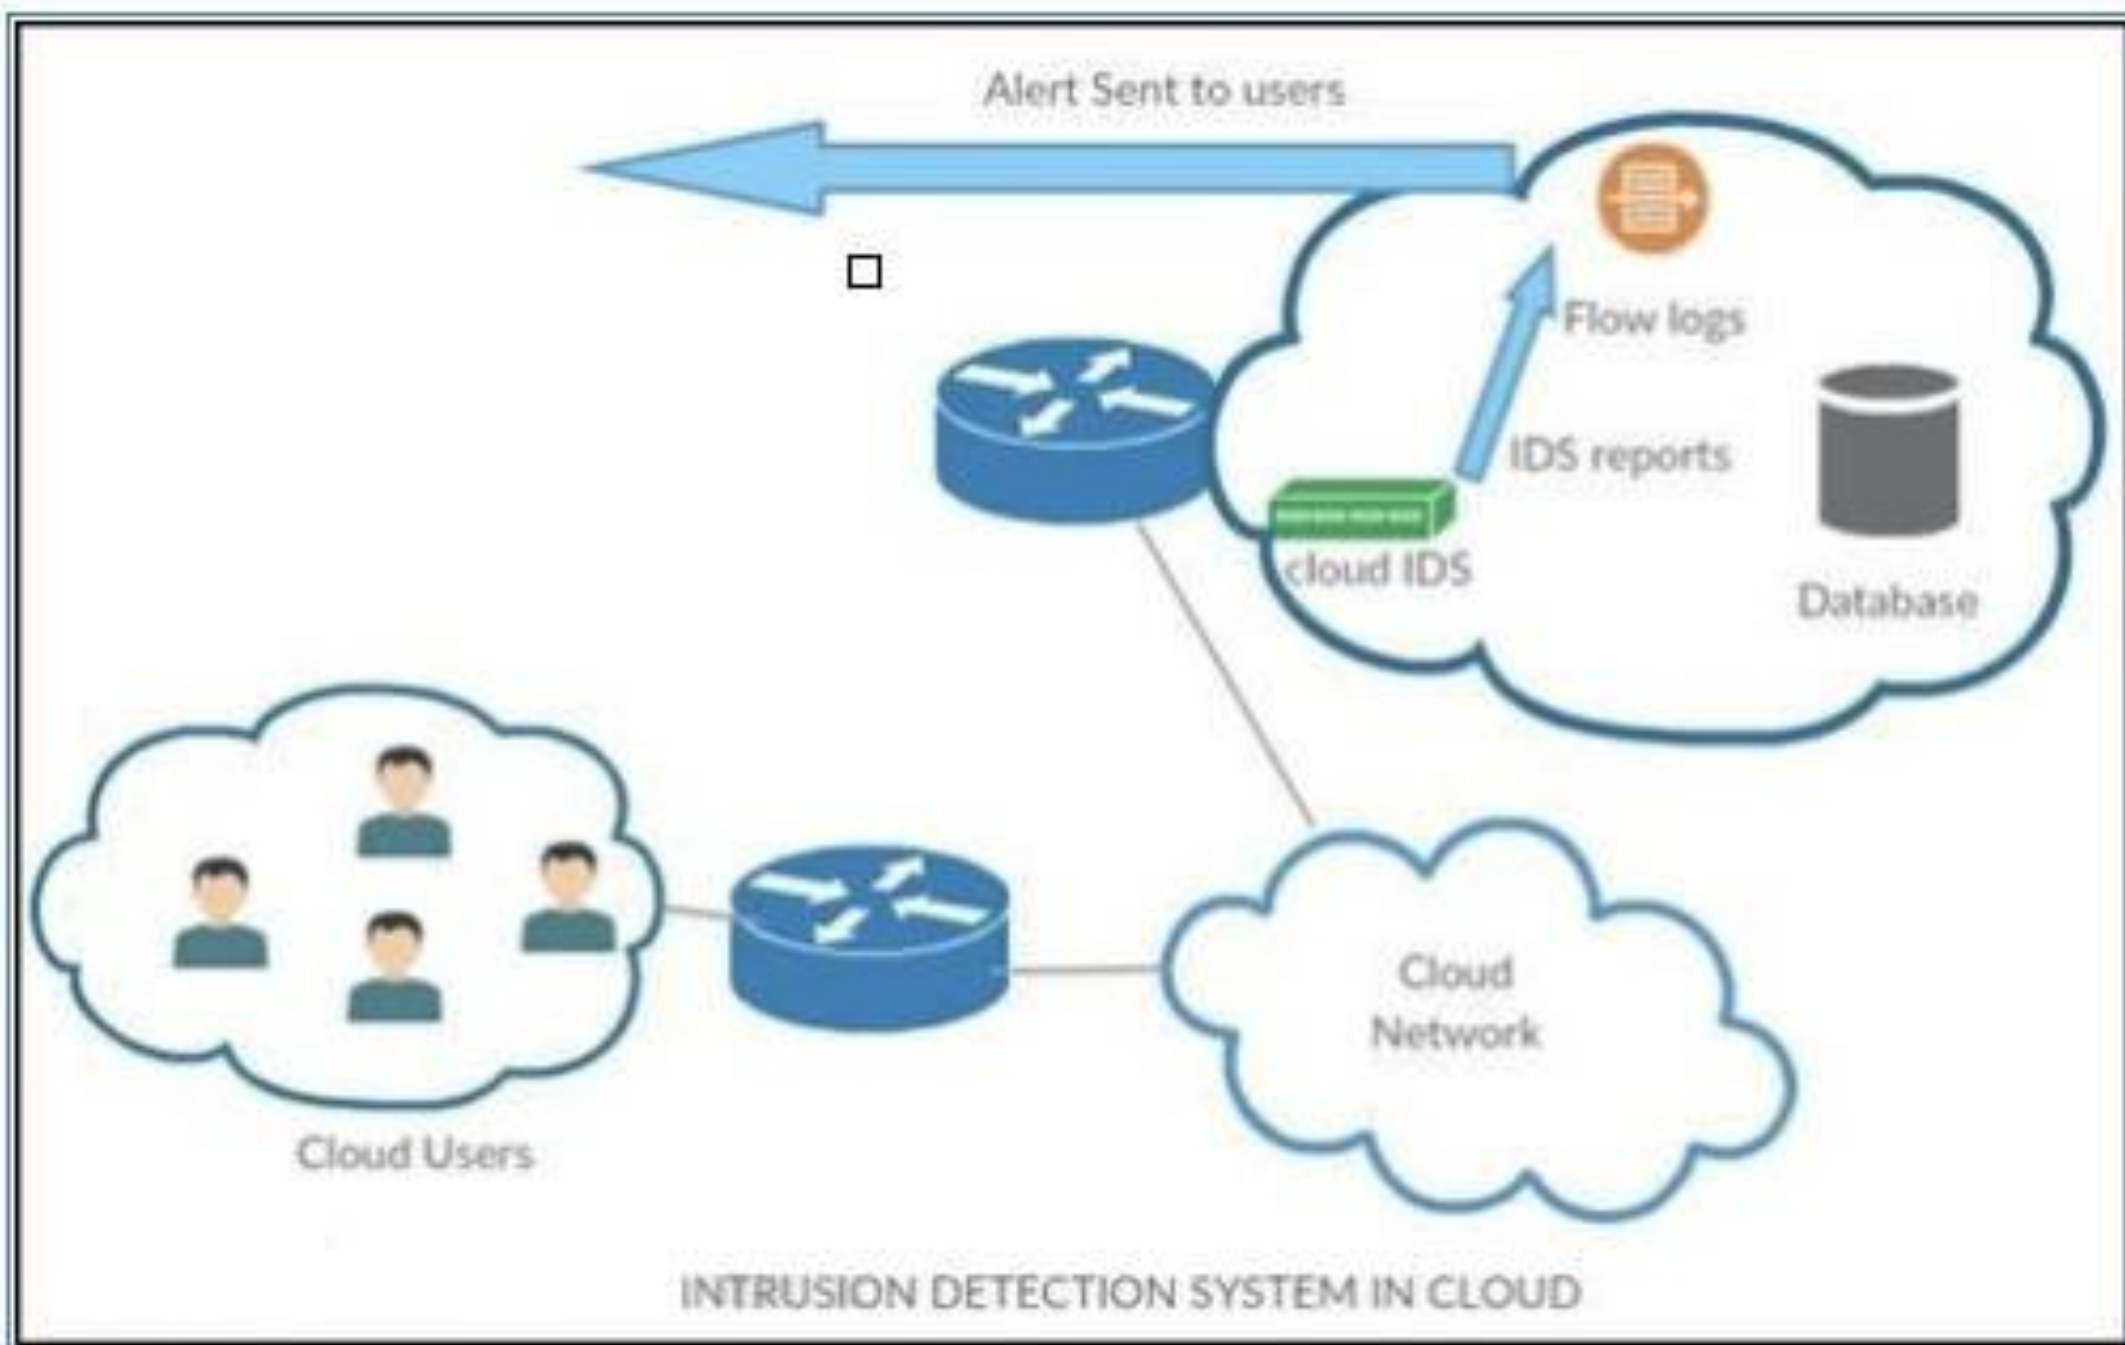 Alert Sent to users
Flow logs
IDS reports
cloud IDS
Database
Cloud
Network
Cloud Users
INTRUSION DETECTION SYSTEM IN CLOUD